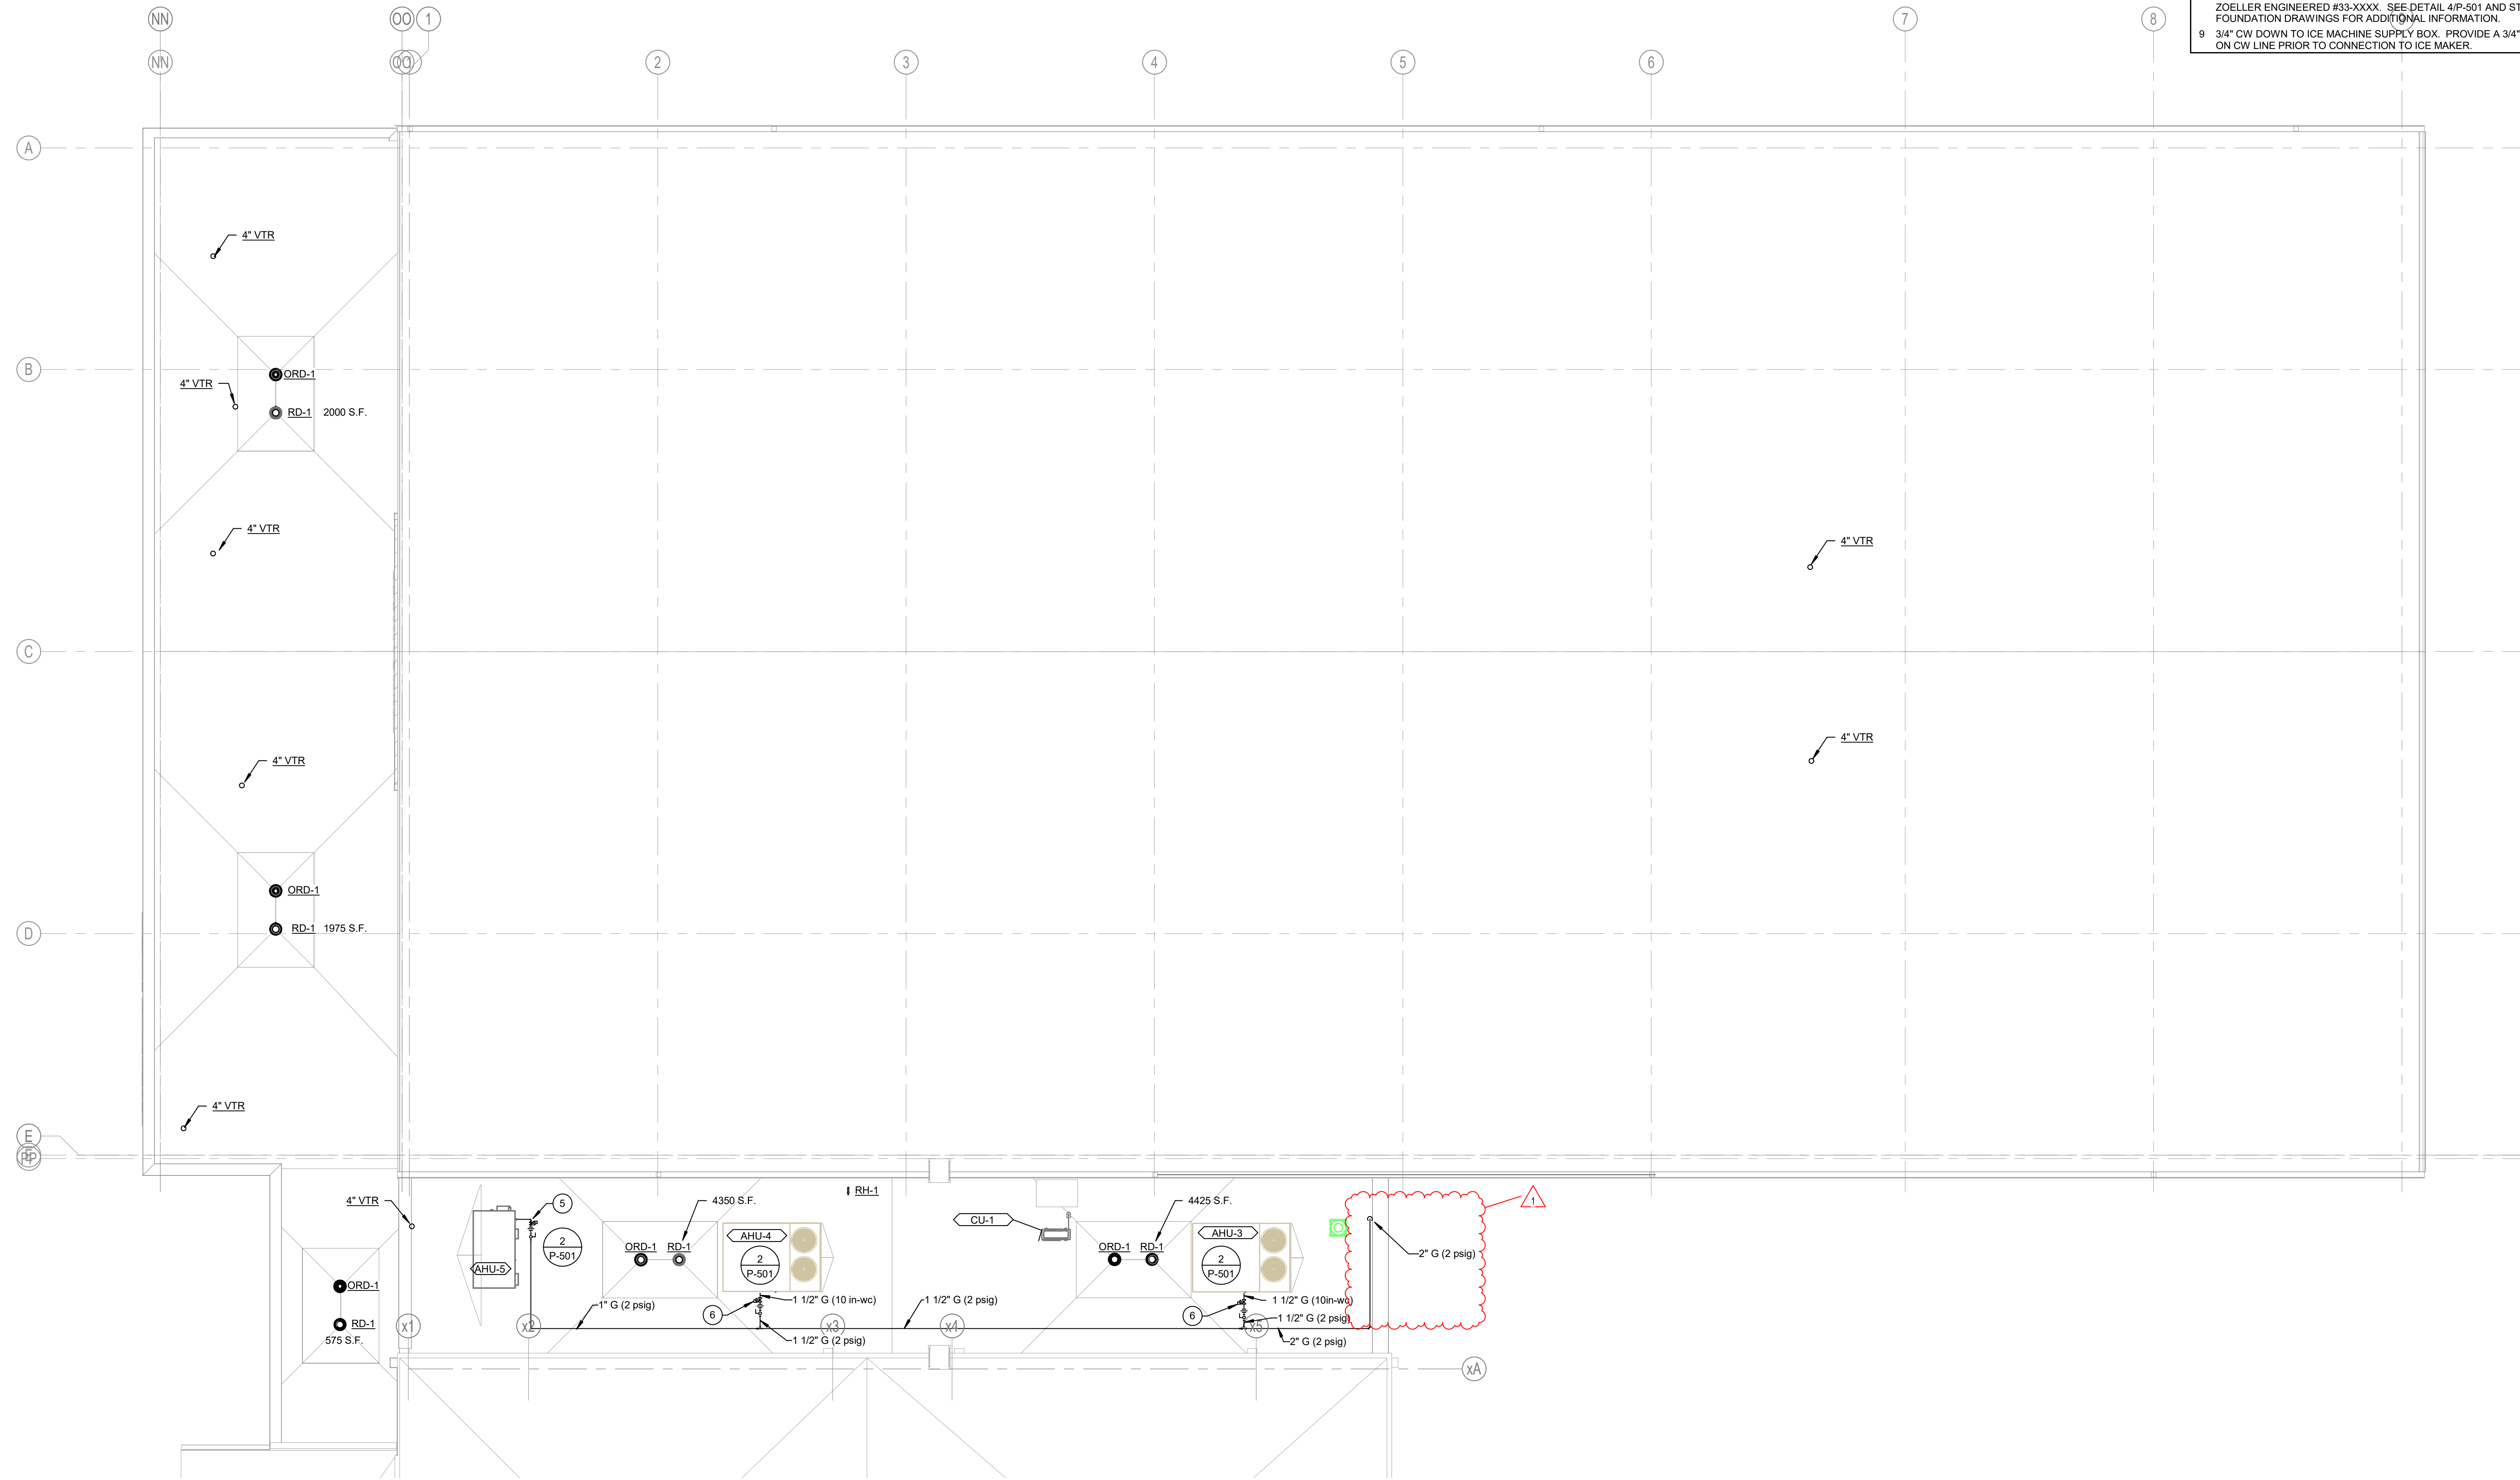 NN
OO
1
7
8
9
ZOELLER ENGINEERED #33-XXXX. SEE DETAIL 4/P-501 AND ST
FOUNDATION DRAWINGS FOR ADDITIONAL INFORMATION.
9 3/4" CW DOWN TO ICE MACHINE SUPPLY BOX. PROVIDE A 3/4"
ON CW LINE PRIOR TO CONNECTION TO ICE MAKER.
NN
OO
2
3
4
5
6
A
4" VTR
B
ORD-1
4" VTR
RD-1 2000 S.F.
4" VTR
4" VTR
C
4" VTR
4" VTR
ORD-1
D
RD-1 1975 S.F.
4" VTR
E
PP
4" VTR
5
RH-1
4350 S.F.
4425 S.F.
1
CU-1
AHU-4
AHU-3
2
P-501
ORD-1
RD-1
2
P-501
ORD-1
RD-1
2
P-501
2" G (2 psig)
AHU-5
ORD-1
1" G (2 psig)
6
1 1/2" G (10 in-wc)
1 1/2" G (2 psig)
6
1 1/2" G (10in-wc)
1 1/2" G (2 psig)
RD-1
575 S.F.
x1
x2
x3
x4
x5
1 1/2" G (2 psig)
2" G (2 psig)
xA